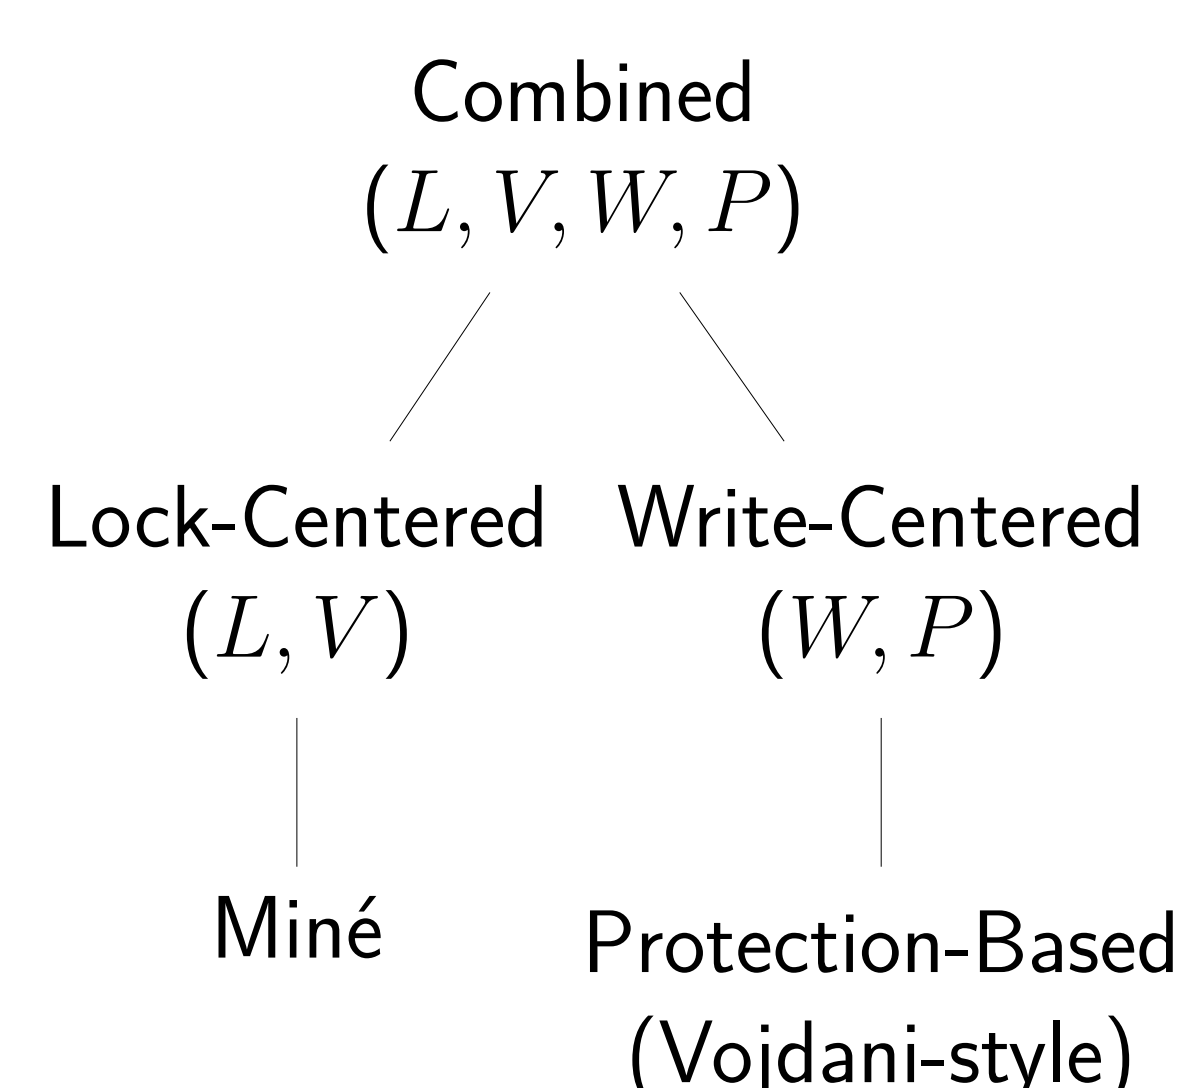 Combined
(L, V, W, P)
Lock-Centered Write-Centered
(L, V) (W, P)
Miné
Protection-Based
(Vojdani-style)